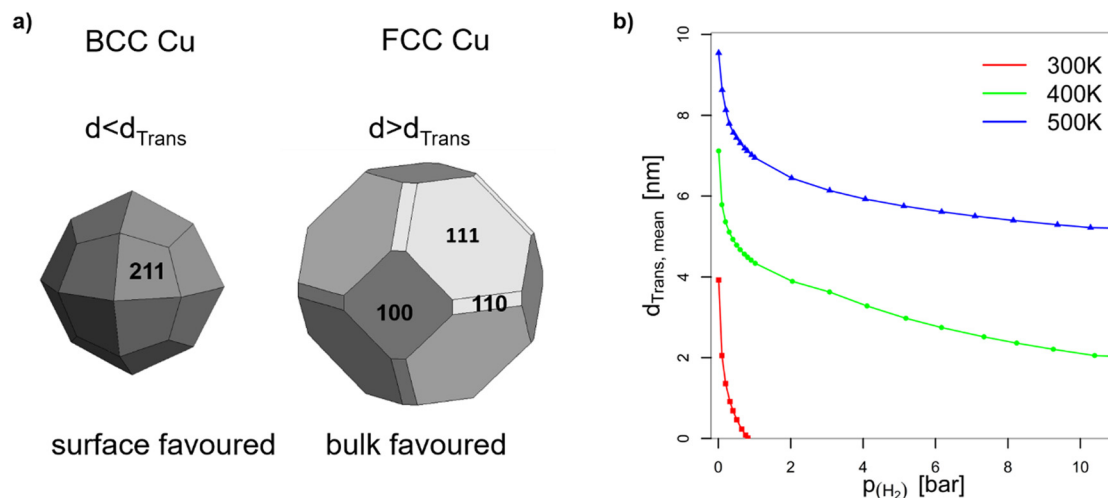 a)
BCC Cu
FCC Cu
d<dTrans
d>dTrans
211
111
100
110
surface favoured
bulk favoured
b)
300K
400K
500K
dTrans, mean [nm]
10
8
6
4
2
0
0
2
4
6
8
10
p(H2) [bar]